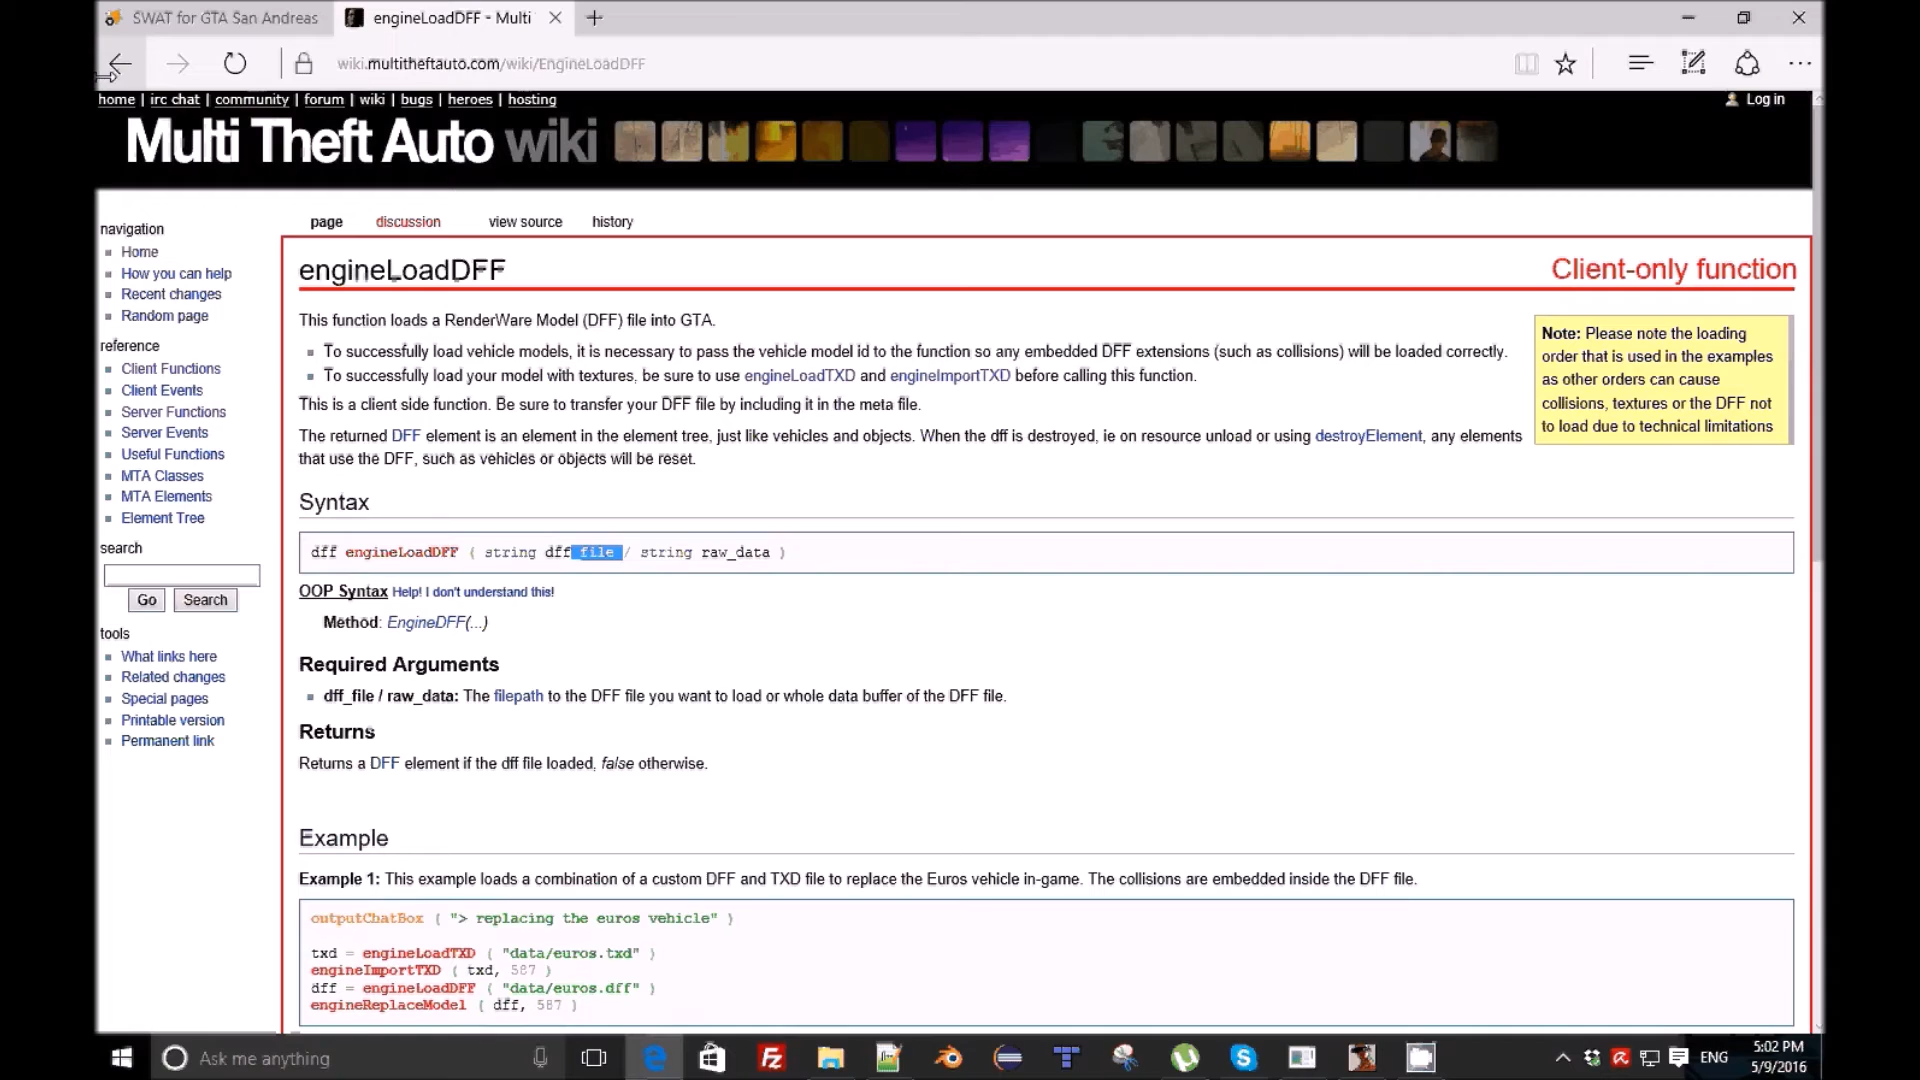 SWAT for GTA San Andreas
engineLoadDFF - Multi
wiki.multitheftauto.com/wiki/EngineLoadDFF
home | irc chat | community | forum | wiki | bugs | heroes | hosting
Log in
Multi Theft Auto wiki
page discussion view source history
navigation
Home
How you can help
Recent changes
Random page
reference
Client Functions
Client Events
Server Functions
Server Events
Useful Functions
MTA Classes
MTA Elements
Element Tree
search
Go Search
tools
What links here
Related changes
Special pages
Printable version
Permanent link
engineLoadDFF
Client-only function
This function loads a RenderWare Model (DFF) file into GTA.
To successfully load vehicle models, it is necessary to pass the vehicle model id to the function so any embedded DFF extensions (such as collisions) will be loaded correctly.
To successfully load your model with textures, be sure to use engineLoadTXD and engineImportTXD before calling this function.
This is a client side function. Be sure to transfer your DFF file by including it in the meta file.
The returned DFF element is an element in the element tree, just like vehicles and objects. When the dff is destroyed, ie on resource unload or using destroyElement, any elements
that use the DFF, such as vehicles or objects will be reset.
Note: Please note the loading
order that is used in the examples
as other orders can cause
collisions, textures or the DFF not
to load due to technical limitations
Syntax
dff engineLoadDFF ( string dff_file / string raw_data )
OOP Syntax Help! I don't understand this!
Method: EngineDFF(...)
Required Arguments
dff_file / raw_data: The filepath to the DFF file you want to load or whole data buffer of the DFF file.
Returns
Returns a DFF element if the dff file loaded, false otherwise.
Example
Example 1: This example loads a combination of a custom DFF and TXD file to replace the Euros vehicle in-game. The collisions are embedded inside the DFF file.
outputChatBox ( "> replacing the euros vehicle" )
txd = engineLoadTXD ( "data/euros.txd" )
engineImportTXD ( txd, 587 )
dff = engineLoadDFF ( "data/euros.dff" )
engineReplaceModel ( dff, 587 )
Ask me anything
ENG
5:02 PM
5/9/2016